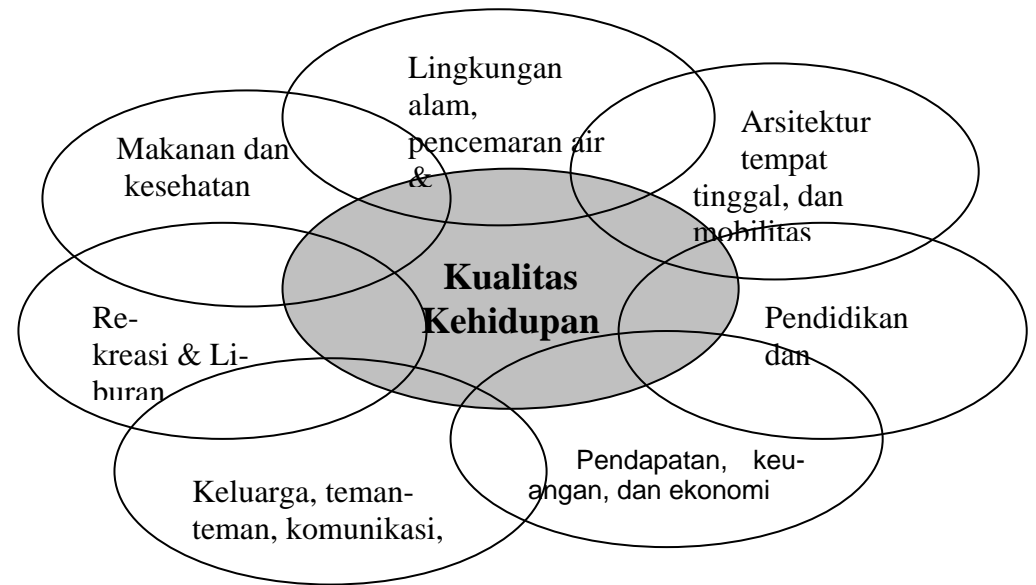 Lingkungan
alam,
pencemaran air
&
Arsitektur
tempat
tinggal, dan
mobilitas
Makanan dan
kesehatan
Kualitas
Kehidupan
Re-
kreasi & Li-
buran
Pendidikan
dan
Pendapatan, keu-
angan, dan ekonomi
Keluarga, teman-
teman, komunikasi,